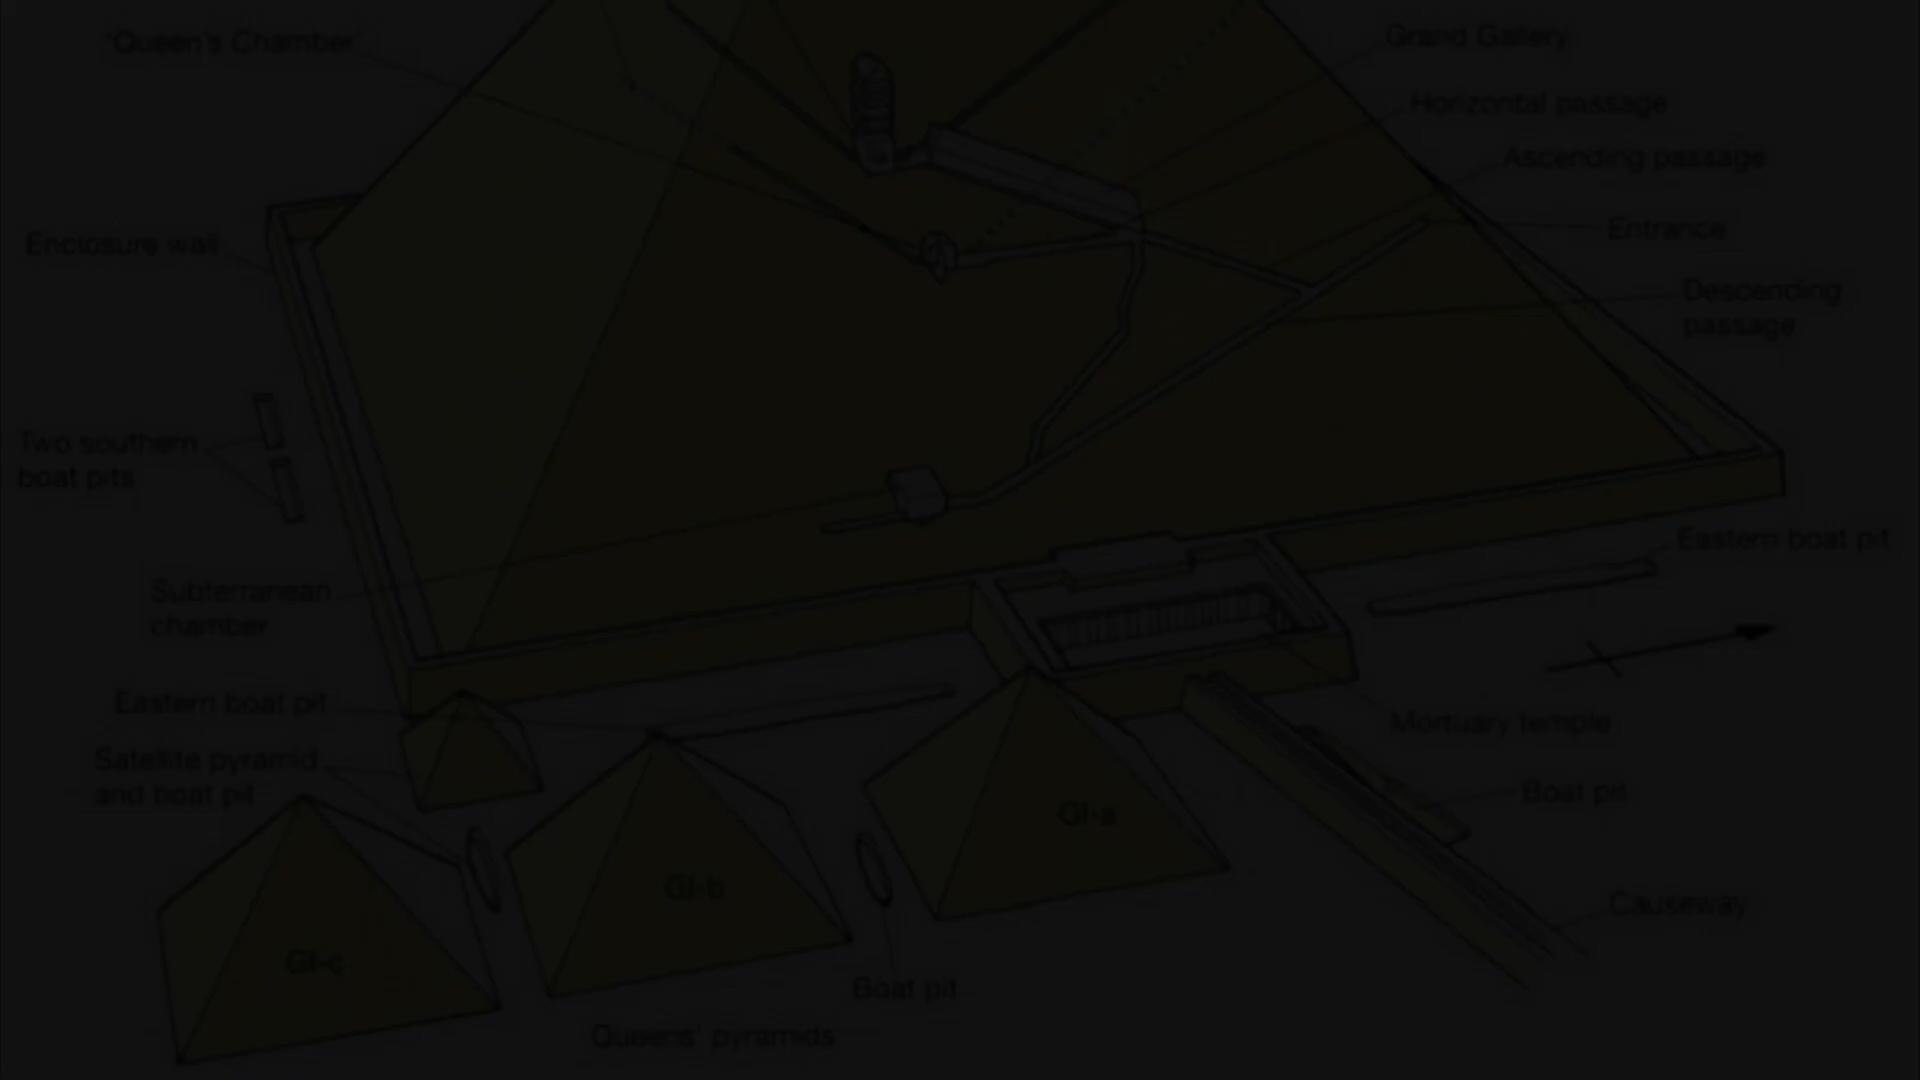 'Queen's Chamber'
Grand Gallery
Horizontal passage
Ascending passage
Entrance
Enclosure wall
Descending
passage
Two southern
boat pits
Eastern boat pit
Subterranean
chamber
Eastern boat pit
Mortuary temple
Satellite pyramid
and boat pit
Boat pit
GI-a
GI-b
Causeway
GI-c
Boat pit
Queens' pyramids